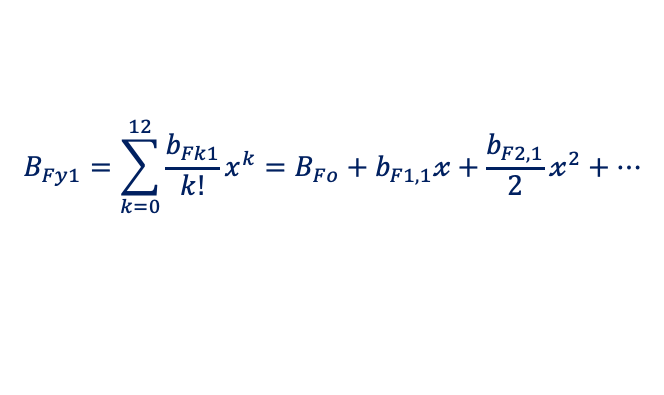 B_{Fy1} = \sum_{k=0}^{12} \frac{b_{Fk1}}{k!} x^k = B_{Fo} + b_{F1,1}x + \frac{b_{F2,1}}{2} x^2 + ⋯